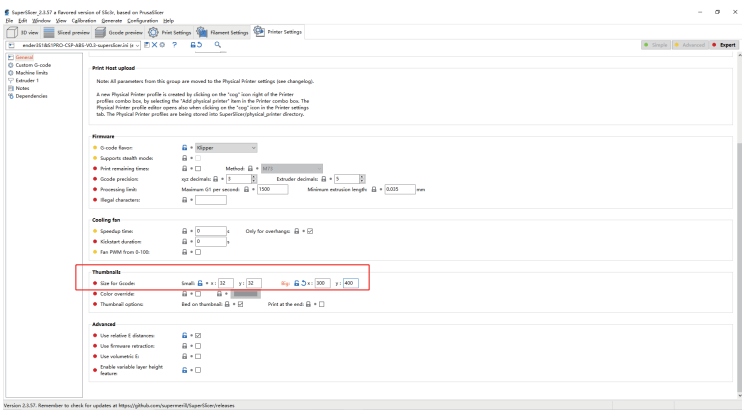 SuperSlicer_2.3.57 a flavored version of Slic3r, based on PrusaSlicer
File Edit Window View Calibration Generate Configuration Help
3D view Sliced preview Gcode preview Print Settings Filament Settings Printer Settings
Simple Advanced Expert
General
Custom G-code
Machine limits
Extruder 1
Notes
Dependencies
Print Host upload
Note: All parameters from this group are moved to the Physical Printer settings (see changelog).
A new Physical Printer profile is created by clicking on the "cog" icon right of the Printer
profiles combo box, by selecting the "Add physical printer" item in the Printer combo box. The
Physical Printer profile editor opens also when clicking on the "cog" icon in the Printer settings
tab. The Physical Printer profiles are being stored into SuperSlicer/physical_printer directory.
Firmware
G-code flavor: Klipper
Supports stealth mode:
Print remaining times: Method: M73
Gcode precision: xyz decimals: 3 Extruder decimals: 5
Processing limit: Maximum G1 per second: 1500 Minimum extrusion length: 0.035 mm
Illegal characters:
Cooling fan
Speedup time: 0 s Only for overhangs:
Kickstart duration: 0 s
Fan PWM from 0-100:
Thumbnails
Size for Gcode: Small: x: 32 y: 32 Big: x: 300 y: 400
Color override:
Thumbnail options: Bed on thumbnail: Print at the end:
Advanced
Use relative E distances:
Use firmware retraction:
Use volumetric E:
Enable variable layer height
feature:
Version 2.3.57. Remember to check for updates at https://github.com/supermerill/SuperSlicer/releases